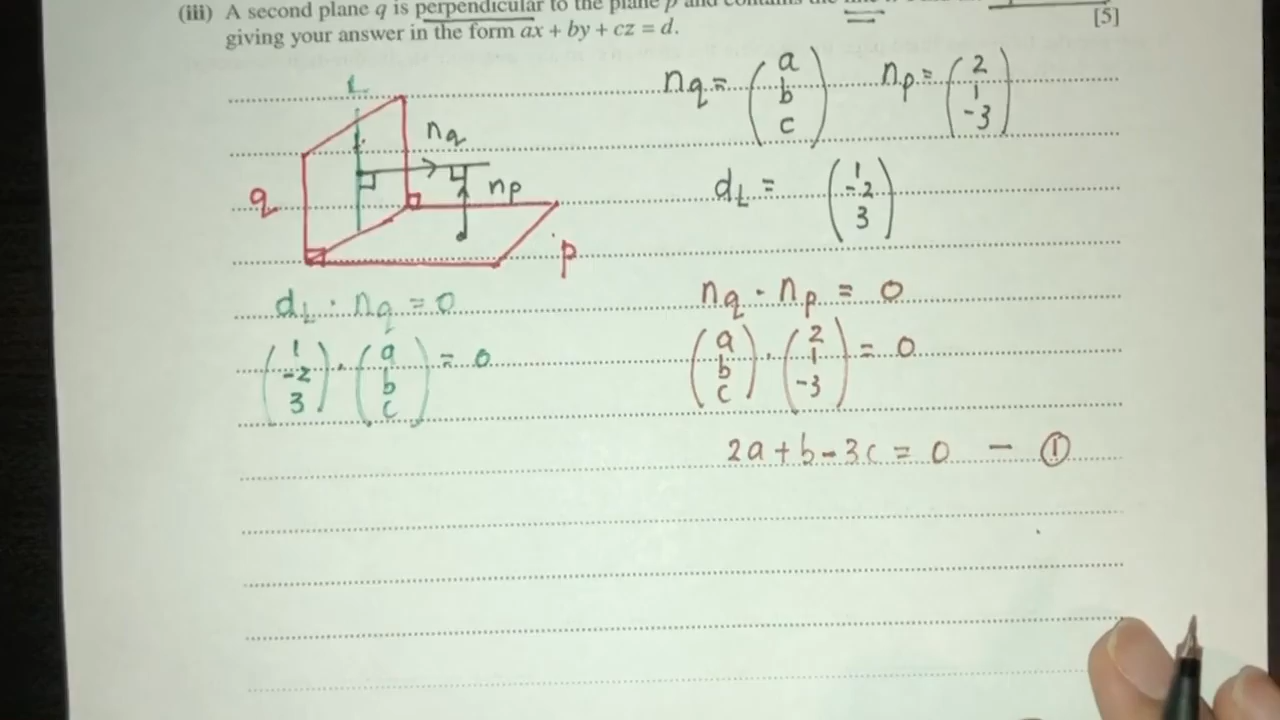 (iii) A second plane q is perpendicular to the plane p and contains the
[5]
giving your answer in the form ax + by + cz = d.
L
nq
np
q
p
nq = (a b c) np = (2 1 -3)
dL = (1 -2 3)
dL · nq = 0
(1 -2 3) · (a b c) = 0
nq · np = 0
(a b c) · (2 1 -3) = 0
2a + b - 3c = 0 — ①